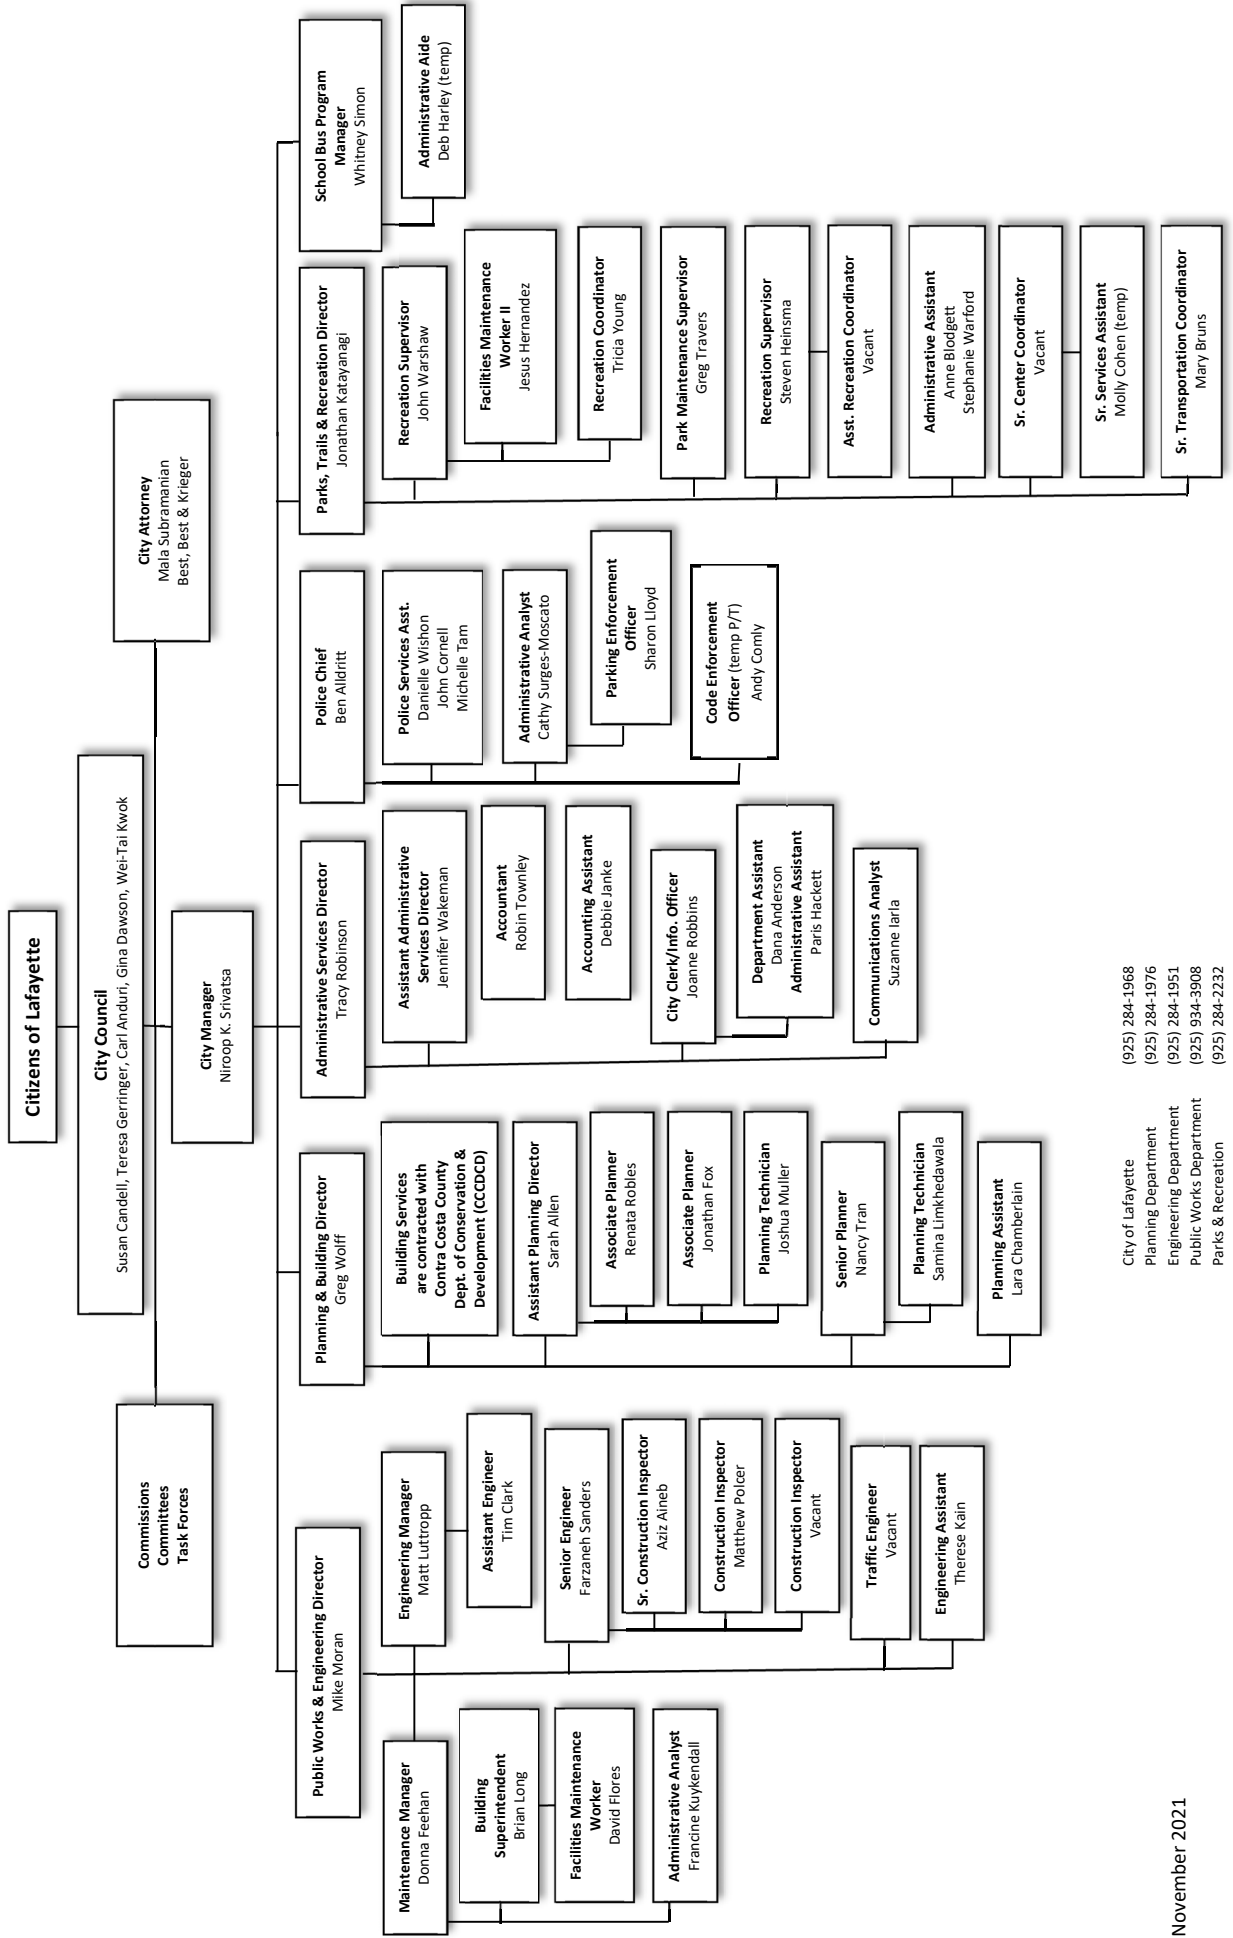 Citizens of Lafayette
City Council
Susan Candell, Teresa Gerringer, Carl Anduri, Gina Dawson, Wei-Tai Kwok
Commissions
Committees
Task Forces
City Attorney
Mala Subramanian
Best, Best & Krieger
City Manager
Niroop K. Srivatsa
Public Works & Engineering Director
Mike Moran
Maintenance Manager
Donna Feehan
Building
Superintendent
Brian Long
Facilities Maintenance
Worker
David Flores
Administrative Analyst
Francine Kuykendall
Engineering Manager
Matt Luttropp
Assistant Engineer
Tim Clark
Senior Engineer
Farzaneh Sanders
Sr. Construction Inspector
Aziz Aineb
Construction Inspector
Matthew Polcer
Construction Inspector
Vacant
Traffic Engineer
Vacant
Engineering Assistant
Therese Kain
Planning & Building Director
Greg Wolff
Building Services
are contracted with
Contra Costa County
Dept. of Conservation &
Development (CCCDCD)
Assistant Planning Director
Sarah Allen
Associate Planner
Renata Robles
Associate Planner
Jonathan Fox
Planning Technician
Joshua Muller
Senior Planner
Nancy Tran
Planning Technician
Samina Limkhedawala
Planning Assistant
Lara Chamberlain
Administrative Services Director
Tracy Robinson
Assistant Administrative
Services Director
Jennifer Wakeman
Accountant
Robin Townley
Accounting Assistant
Debbie Janke
City Clerk/Info. Officer
Joanne Robbins
Department Assistant
Dana Anderson
Administrative Assistant
Paris Hackett
Communications Analyst
Suzanne Iarla
Police Chief
Ben Alldritt
Police Services Asst.
Danielle Wishon
John Cornell
Michelle Tam
Administrative Analyst
Cathy Surges-Moscato
Parking Enforcement
Officer
Sharon Lloyd
Code Enforcement
Officer (temp P/T)
Andy Comly
Parks, Trails & Recreation Director
Jonathan Katayanagi
Recreation Supervisor
John Warshaw
Facilities Maintenance
Worker II
Jesus Hernandez
Recreation Coordinator
Tricia Young
Park Maintenance Supervisor
Greg Travers
Recreation Supervisor
Steven Heinsma
Asst. Recreation Coordinator
Vacant
Administrative Assistant
Anne Blodgett
Stephanie Warford
Sr. Center Coordinator
Vacant
Sr. Services Assistant
Molly Cohen (temp)
Sr. Transportation Coordinator
Mary Bruns
School Bus Program
Manager
Whitney Simon
Administrative Aide
Deb Harley (temp)
November 2021
City of Lafayette (925) 284-1968
Planning Department (925) 284-1976
Engineering Department (925) 284-1951
Public Works Department (925) 934-3908
Parks & Recreation (925) 284-2232